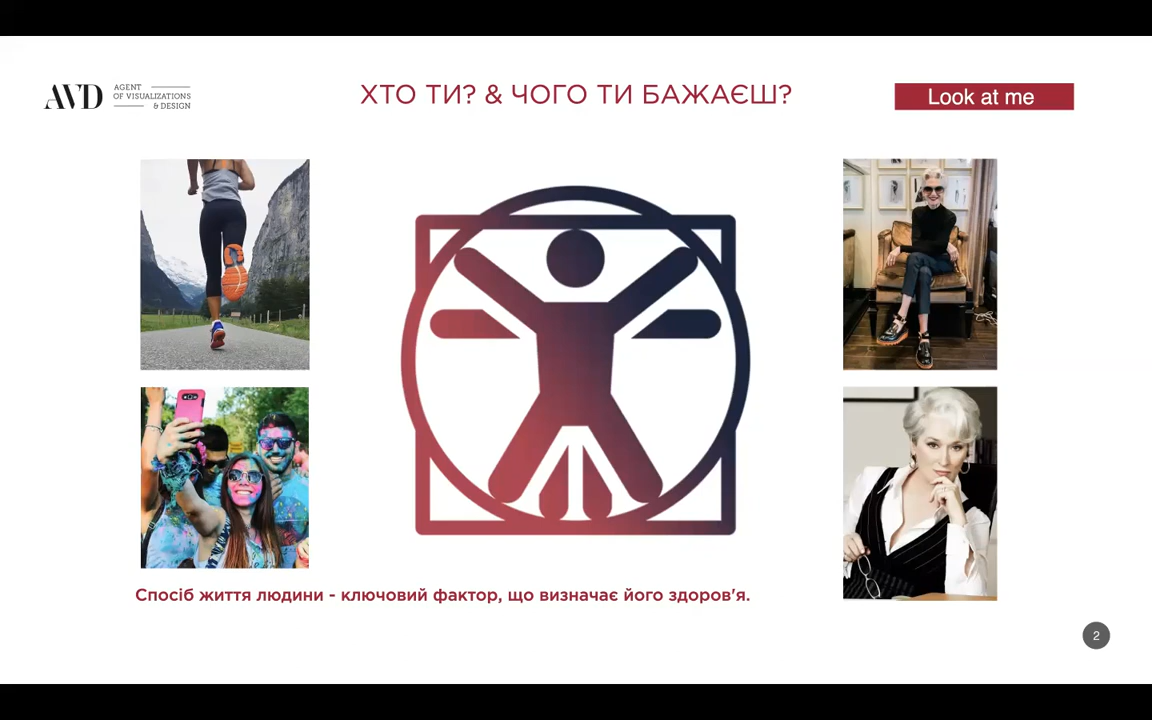 AVD
AGENT
OF VISUALIZATIONS
& DESIGN
ХТО ТИ? & ЧОГО ТИ БАЖАЄШ?
Look at me
Спосіб життя людини - ключовий фактор, що визначає його здоров'я.
2